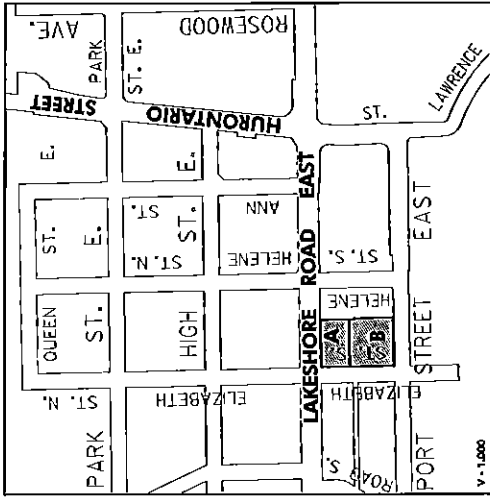 QUEEN ST. E.
PARK ST. E.
PARK ST. E.
HIGH ST. E.
LAKESHORE ROAD EAST
PORT STREET EAST
ELIZABETH ST. N.
ELIZABETH
ROAD S.
HELENE ST. N.
HELENE ST. S.
ANN ST.
HURONTARIO STREET
ST.
LAWRENCE
ROSEWOOD AVE.
A
B
V - 1.000